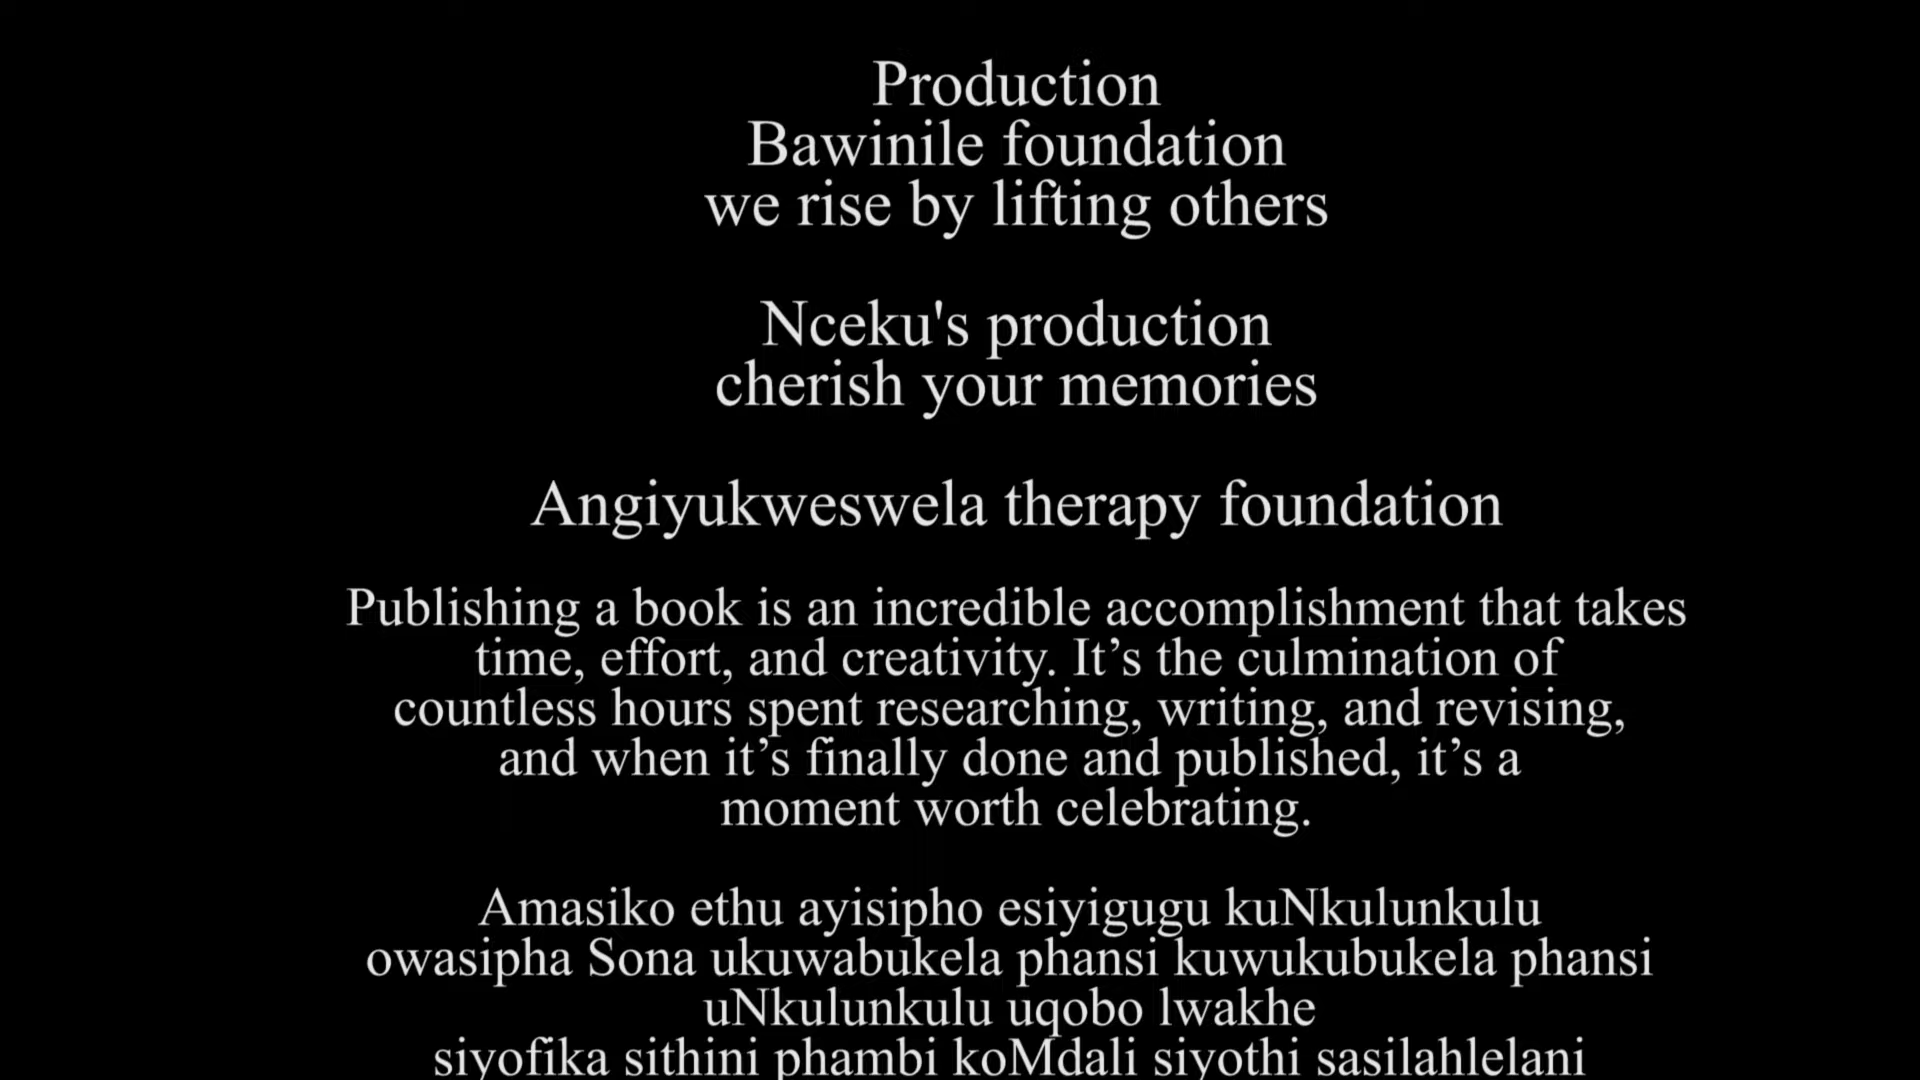 Production
Bawinile foundation
we rise by lifting others
Nceku's production
cherish your memories
Angiyukweswela therapy foundation
Publishing a book is an incredible accomplishment that takes
time, effort, and creativity. It’s the culmination of
countless hours spent researching, writing, and revising,
and when it’s finally done and published, it’s a
moment worth celebrating.
Amasiko ethu ayisipho esiyigugu kuNkulunkulu
owasipha Sona ukuwabukela phansi kuwukubukela phansi
uNkulunkulu uqobo lwakhe
siyofika sithini phambi koMdali siyothi sasilahlelani